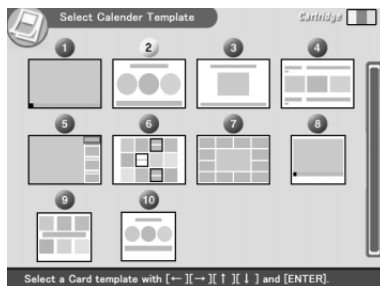 Select Calender Template
Cartridge
1 2 3 4
5 6 7 8
9 10
Select a Card template with [←][→][↑][↓] and [ENTER].